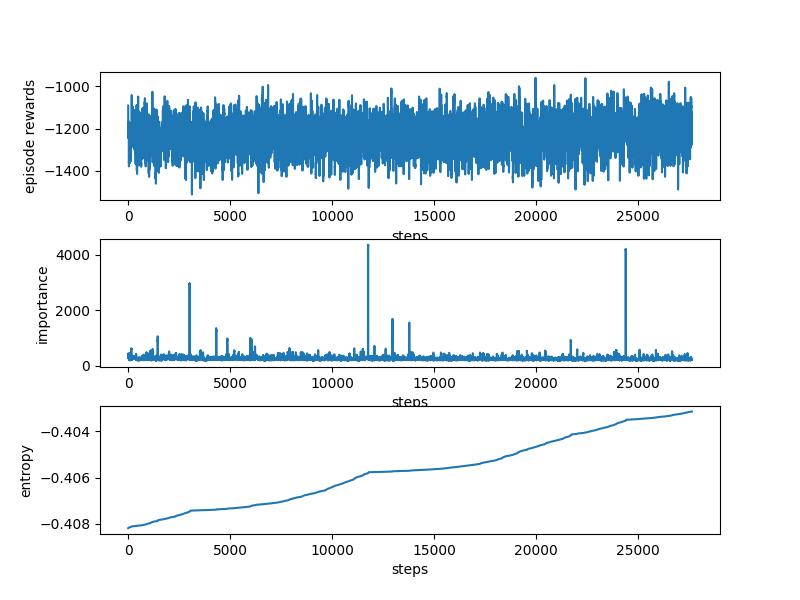 episode rewards
−1000
−1200
−1400
0 5000 10000 15000 20000 25000
steps
importance
4000
2000
0
0 5000 10000 15000 20000 25000
steps
entropy
−0.404
−0.406
−0.408
0 5000 10000 15000 20000 25000
steps